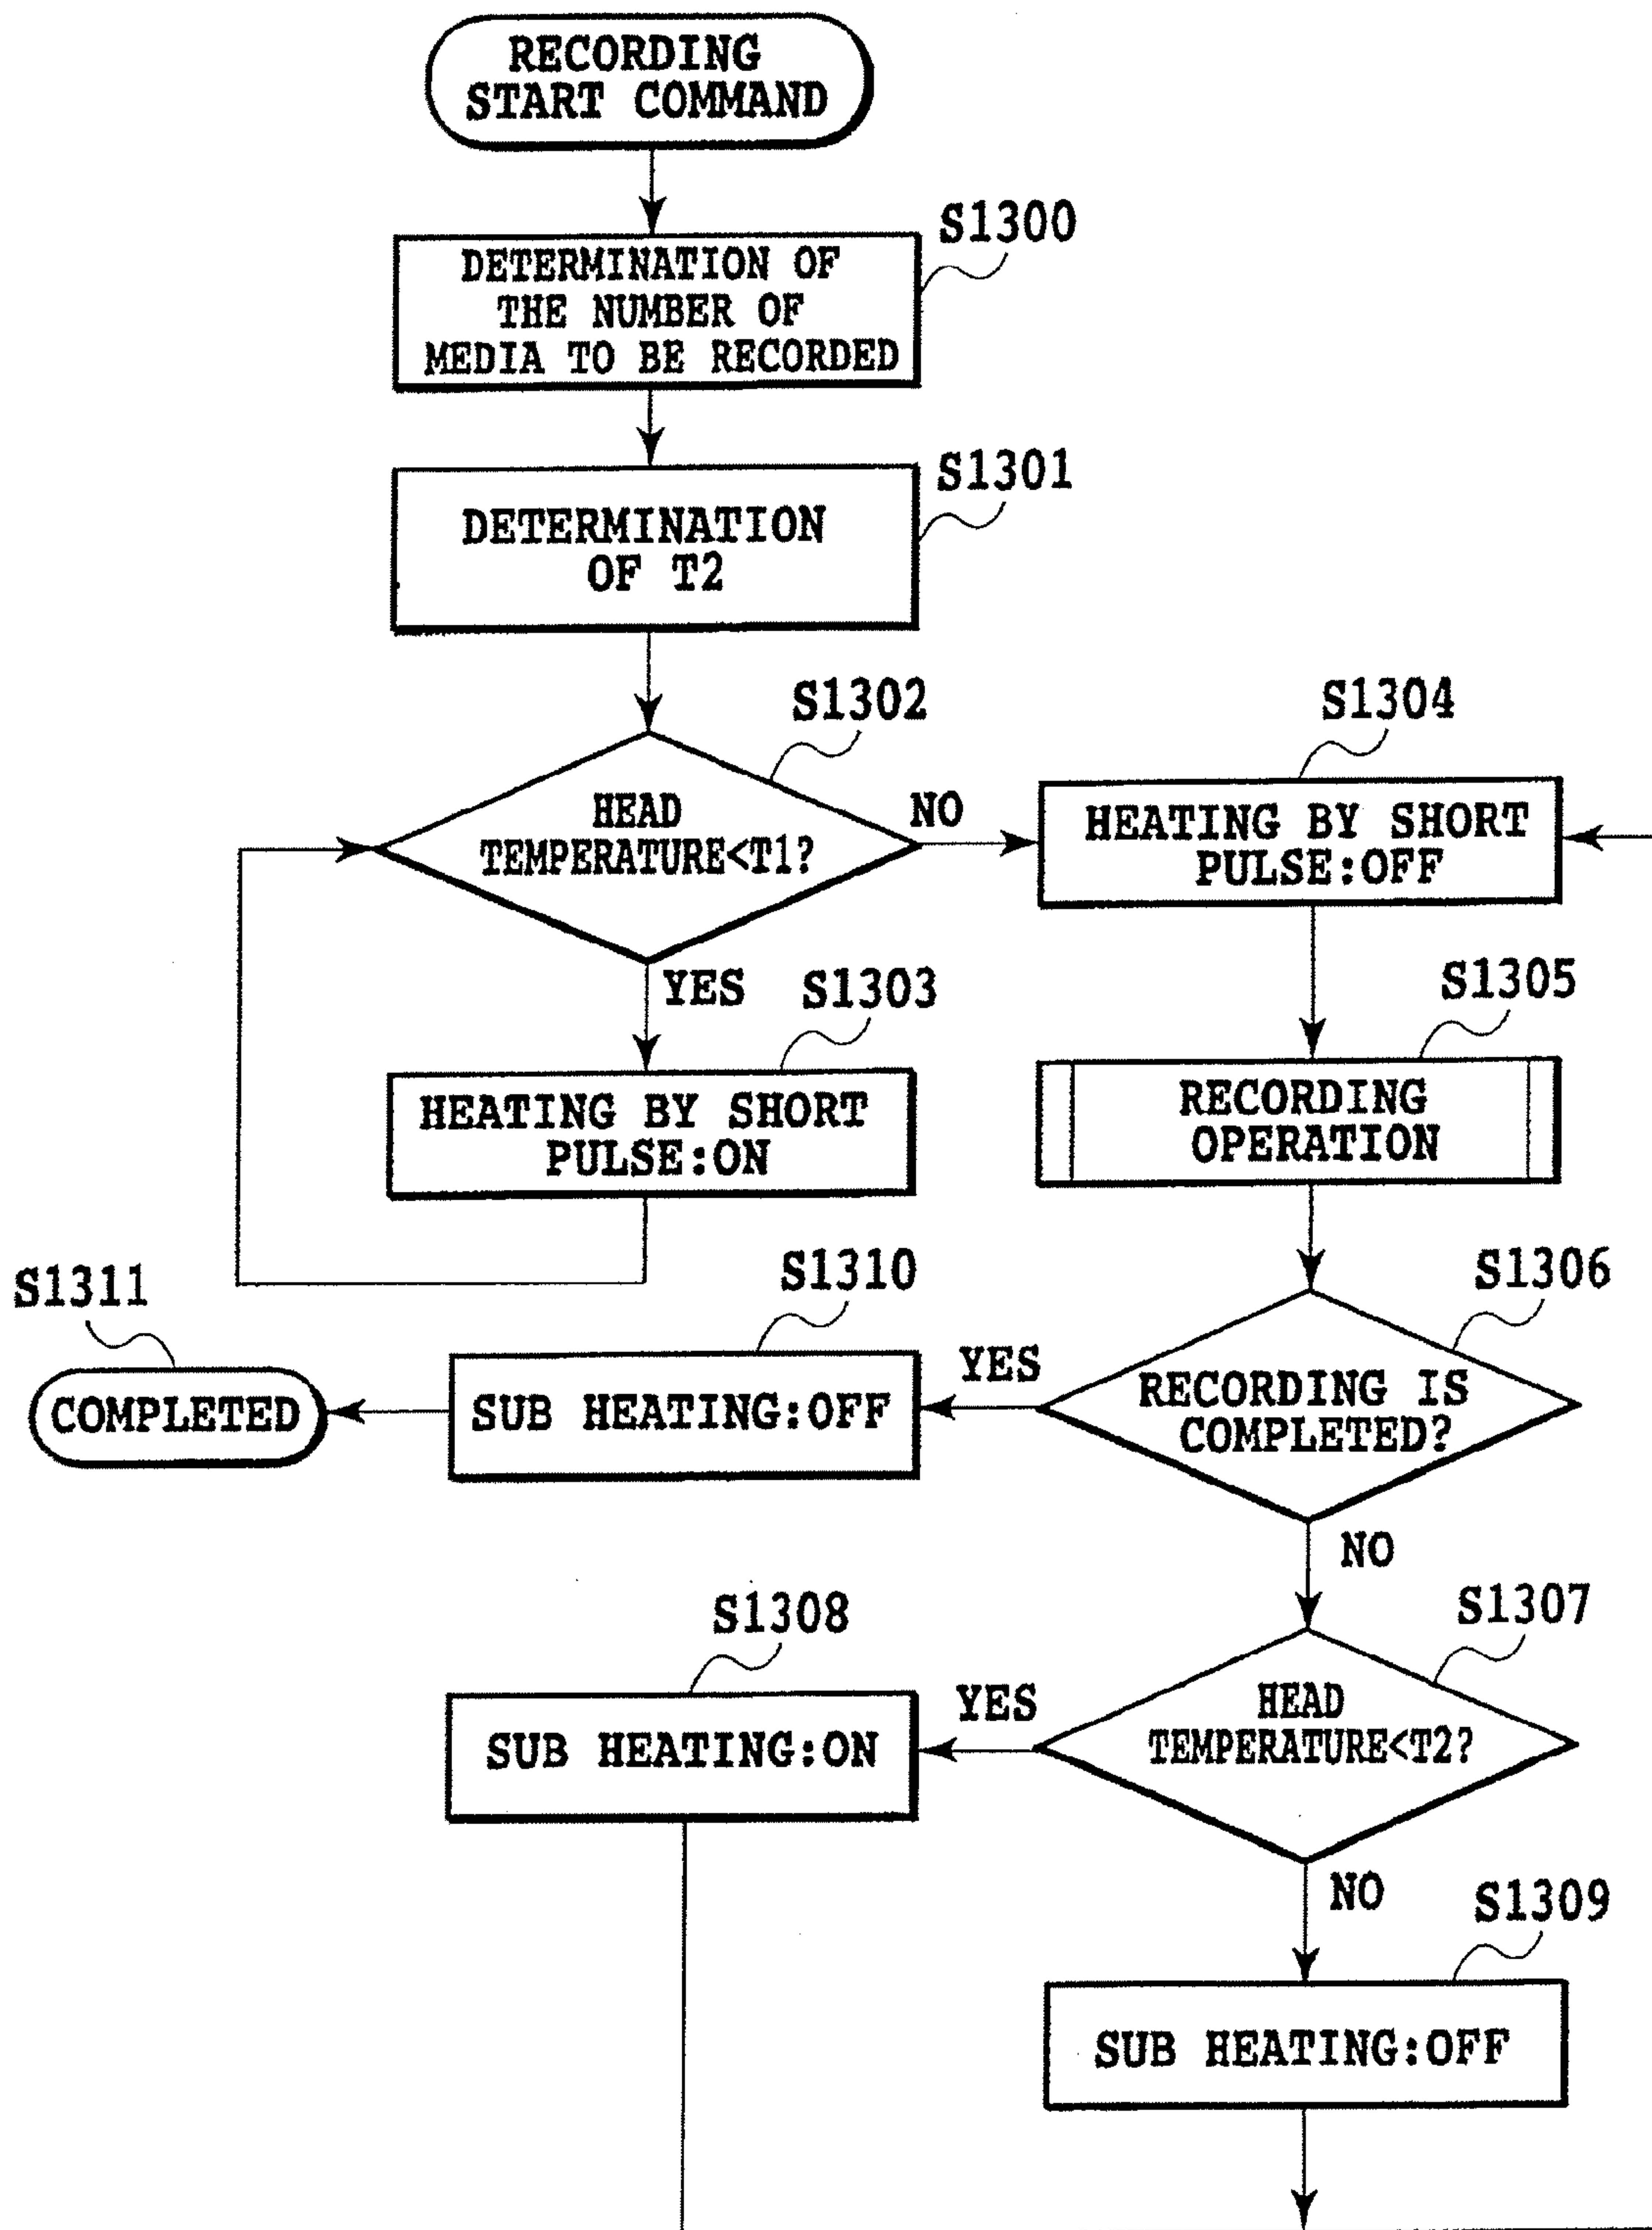 RECORDING
START COMMAND
S1300
DETERMINATION OF
THE NUMBER OF
MEDIA TO BE RECORDED
S1301
DETERMINATION
OF T2
S1302
HEAD
TEMPERATURE<T1?
NO
YES
S1303
HEATING BY SHORT
PULSE:ON
S1304
HEATING BY SHORT
PULSE:OFF
S1305
RECORDING
OPERATION
S1306
RECORDING IS
COMPLETED?
YES
S1310
SUB HEATING:OFF
S1311
COMPLETED
NO
S1307
HEAD
TEMPERATURE<T2?
YES
S1308
SUB HEATING:ON
NO
S1309
SUB HEATING:OFF